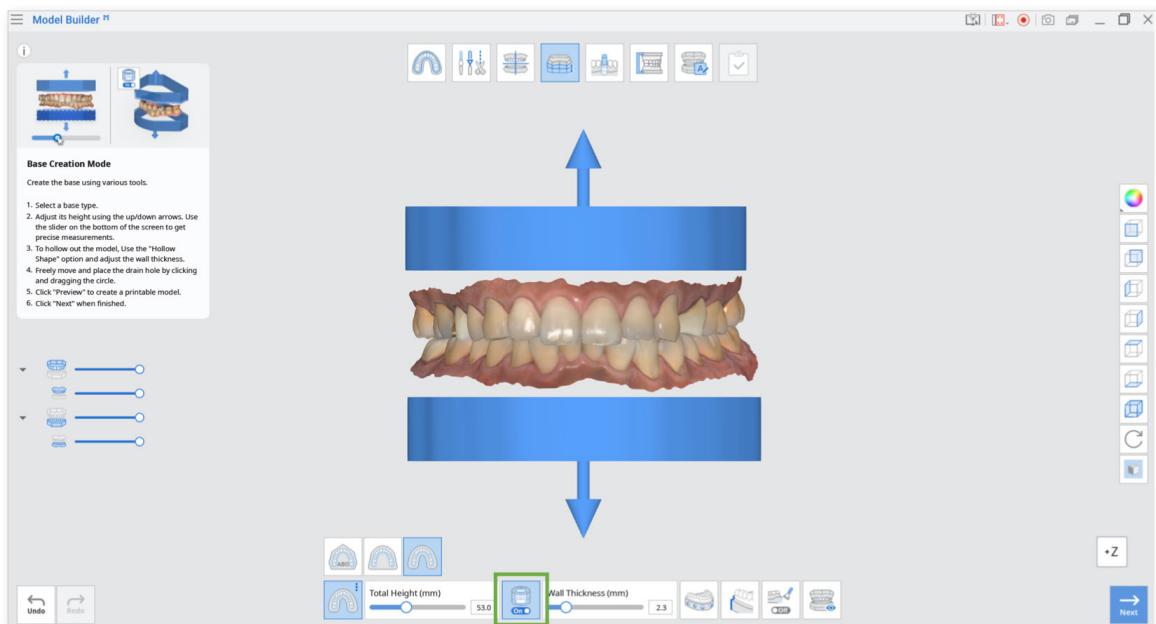 Model Builder
Base Creation Mode
Create the base using various tools.
1. Select a base type.
2. Adjust its height using the up/down arrows. Use
the slider on the bottom of the screen to get
precise measurements.
3. To hollow out the model, Use the "Hollow
Shape" option and adjust the wall thickness.
4. Freely move and place the drain hole by clicking
and dragging the circle.
5. Click "Preview" to create a printable model.
6. Click "Next" when finished.
+Z
ABO
Total Height (mm)
53.0
On
Wall Thickness (mm)
2.3
Off
Undo
Redo
Next